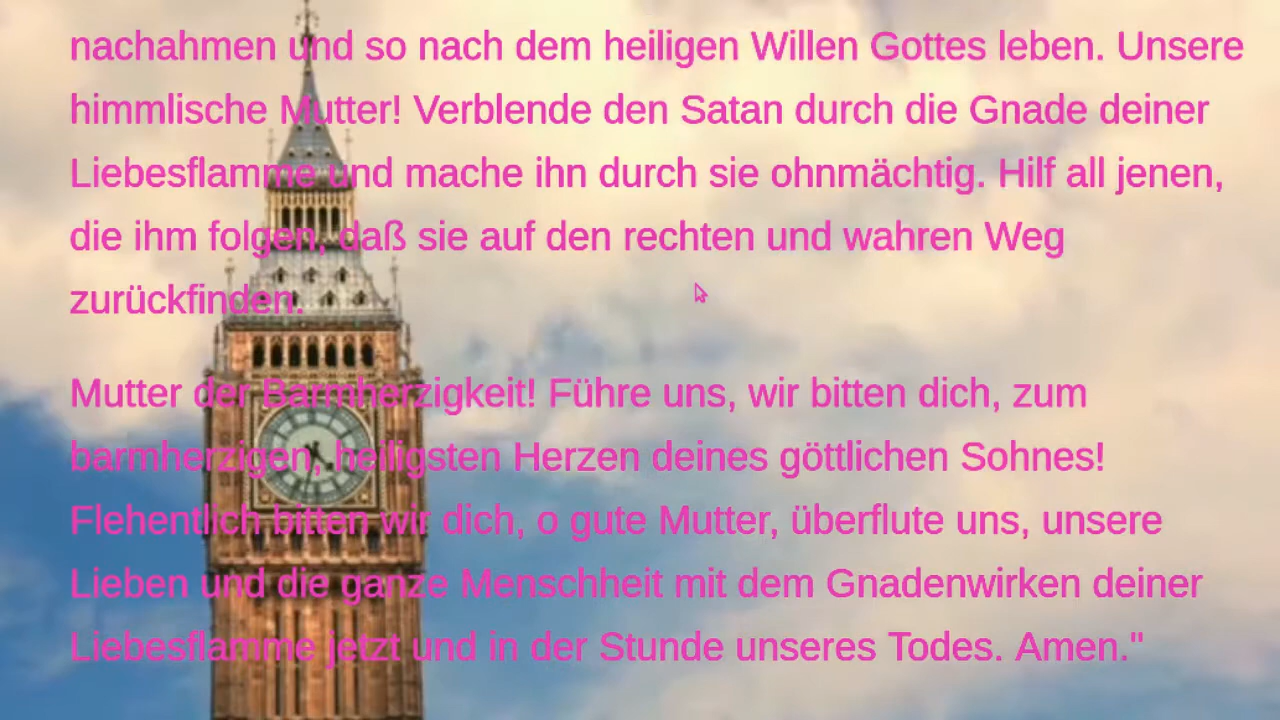 nachahmen und so nach dem heiligen Willen Gottes leben. Unsere
himmlische Mutter! Verblende den Satan durch die Gnade deiner
Liebesflamme und mache ihn durch sie ohnmächtig. Hilf all jenen,
die ihm folgen, daß sie auf den rechten und wahren Weg
zurückfinden.
Mutter der Barmherzigkeit! Führe uns, wir bitten dich, zum
barmherzigen, heiligsten Herzen deines göttlichen Sohnes!
Flehentlich bitten wir dich, o gute Mutter, überflute uns, unsere
Lieben und die ganze Menschheit mit dem Gnadenwirken deiner
Liebesflamme jetzt und in der Stunde unseres Todes. Amen."